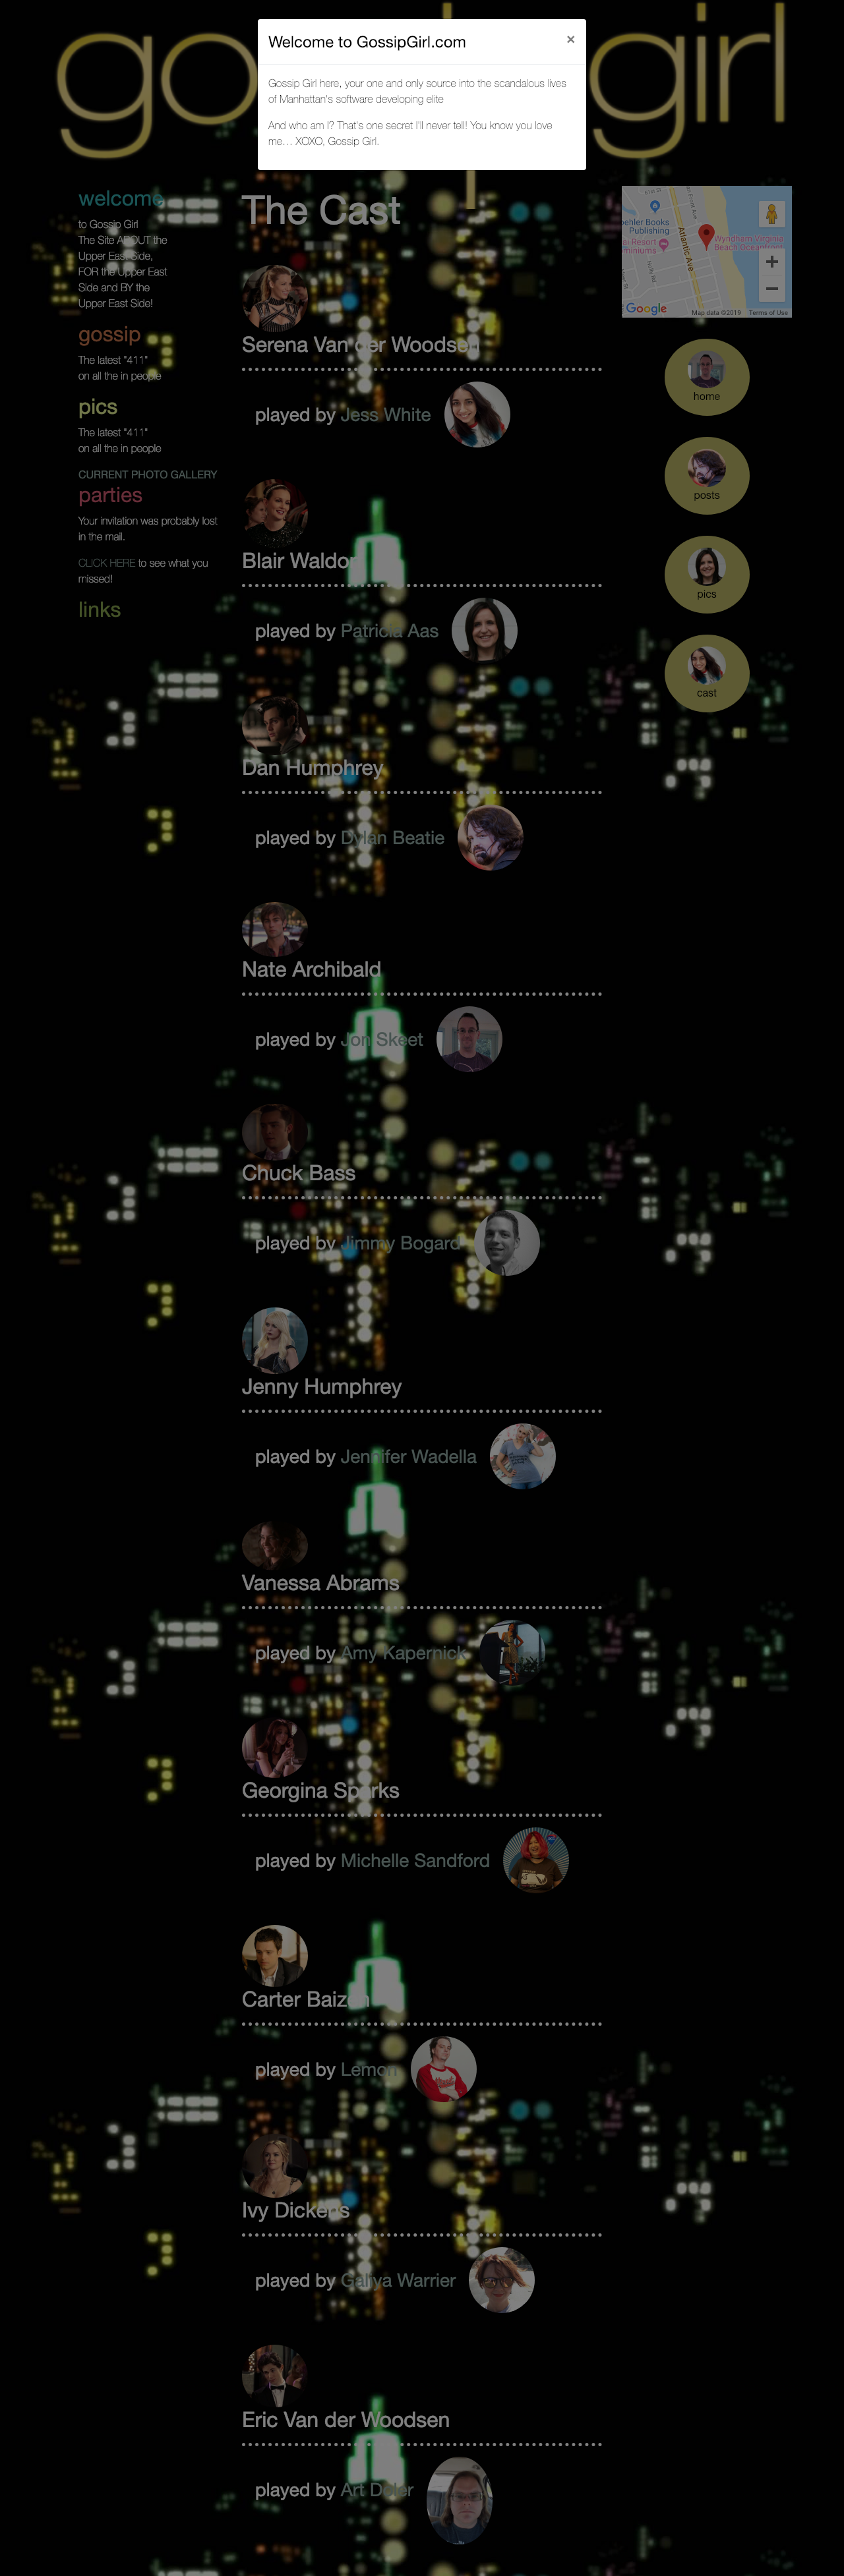 go girl
Welcome to GossipGirl.com ×
Gossip Girl here, your one and only source into the scandalous lives
of Manhattan's software developing elite
And who am I? That's one secret I'll never tell! You know you love
me… XOXO, Gossip Girl.
welcome
to Gossip Girl
The Site ABOUT the
Upper East Side,
FOR the Upper East
Side and BY the
Upper East Side!
gossip
The latest "411"
on all the in people
pics
The latest "411"
on all the in people
CURRENT PHOTO GALLERY
parties
Your invitation was probably lost
in the mail.
CLICK HERE to see what you
missed!
links
The Cast
Serena Van der Woodsen
played by Jess White
Blair Waldorf
played by Patricia Aas
Dan Humphrey
played by Dylan Beatie
Nate Archibald
played by Jon Skeet
Chuck Bass
played by Jimmy Bogard
Jenny Humphrey
played by Jennifer Wadella
Vanessa Abrams
played by Amy Kapernick
Georgina Sparks
played by Michelle Sandford
Carter Baizen
played by Lemon
Ivy Dickens
played by Galiya Warrier
Eric Van der Woodsen
played by Art Doler
Atlantic Ave
Wyndham Virginia
Beach Oceanfront
Books
Publishing
Resort
Google
Map data ©2019 Terms of Use
home
posts
pics
cast